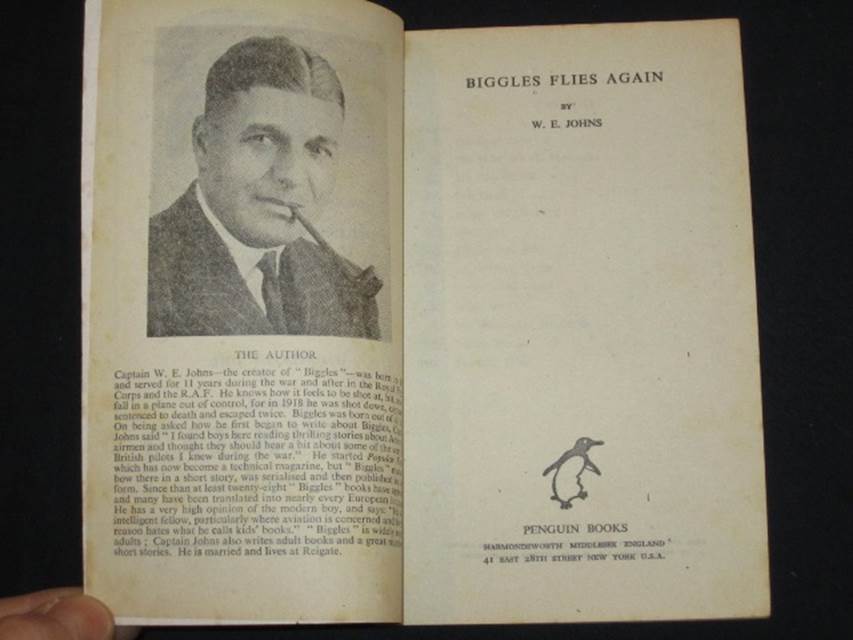 THE AUTHOR
Captain W. E. Johns—the creator of "Biggles"—was born
and served for 11 years during the war and after in the Royal
Corps and the R.A.F. He knows how it feels to be shot at,
fall in a plane out of control, for in 1918 he was shot down,
sentenced to death and escaped twice. Biggles was born out of
On being asked how he first began to write about Biggles,
Johns said "I found boys here reading thrilling stories about
airmen and thought they should hear a bit about some of the
British pilots I knew during the war." He started Popular
which has now become a technical magazine, but "Biggles"
bow there in a short story, was serialised and then published
form. Since than at least twenty-eight "Biggles" books have
and many have been translated into nearly every European
He has a very high opinion of the modern boy, and says:
intelligent fellow, particularly where aviation is concerned and
reason hates what he calls kids' books." "Biggles" is
adults; Captain Johns also writes adult books and a great
short stories. He is married and lives at Reigate.
BIGGLES FLIES AGAIN
BY
W. E. JOHNS
PENGUIN BOOKS
HARMONDSWORTH MIDDLESEX ENGLAND
41 EAST 28TH STREET NEW YORK U.S.A.